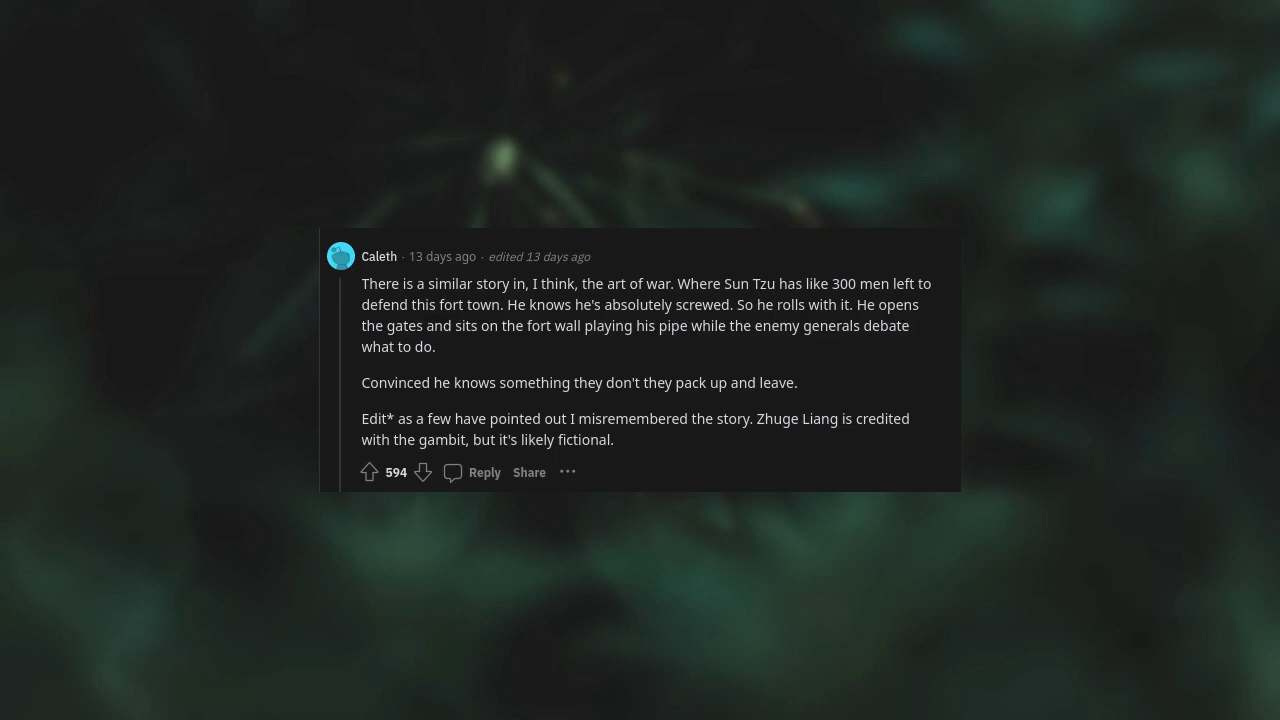 Caleth · 13 days ago · edited 13 days ago
There is a similar story in, I think, the art of war. Where Sun Tzu has like 300 men left to
defend this fort town. He knows he's absolutely screwed. So he rolls with it. He opens
the gates and sits on the fort wall playing his pipe while the enemy generals debate
what to do.
Convinced he knows something they don't they pack up and leave.
Edit* as a few have pointed out I misremembered the story. Zhuge Liang is credited
with the gambit, but it's likely fictional.
594 Reply Share ···